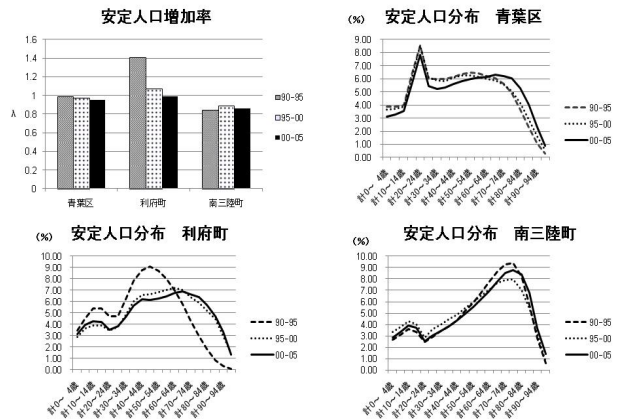 安定人口増加率
1.6
1.4
1.2
1
0.8
0.6
0.4
0.2
0
λ
青葉区
利府町
南三陸町
90-95
95-00
00-05
(%)
安定人口分布 青葉区
9.00
8.00
7.00
6.00
5.00
4.00
3.00
2.00
1.00
0.00
計0～ 4歳
計10～14歳
計20～24歳
計30～34歳
計40～44歳
計50～54歳
計60～64歳
計70～74歳
計80～84歳
計90～94歳
90-95
95-00
00-05
(%)
安定人口分布 利府町
10.00
9.00
8.00
7.00
6.00
5.00
4.00
3.00
2.00
1.00
0.00
計0～ 4歳
計10～14歳
計20～24歳
計30～34歳
計40～44歳
計50～54歳
計60～64歳
計70～74歳
計80～84歳
計90～94歳
90-95
95-00
00-05
(%)
安定人口分布 南三陸町
10.00
9.00
8.00
7.00
6.00
5.00
4.00
3.00
2.00
1.00
0.00
計0～ 4歳
計10～14歳
計20～24歳
計30～34歳
計40～44歳
計50～54歳
計60～64歳
計70～74歳
計80～84歳
計90～94歳
90-95
95-00
00-05